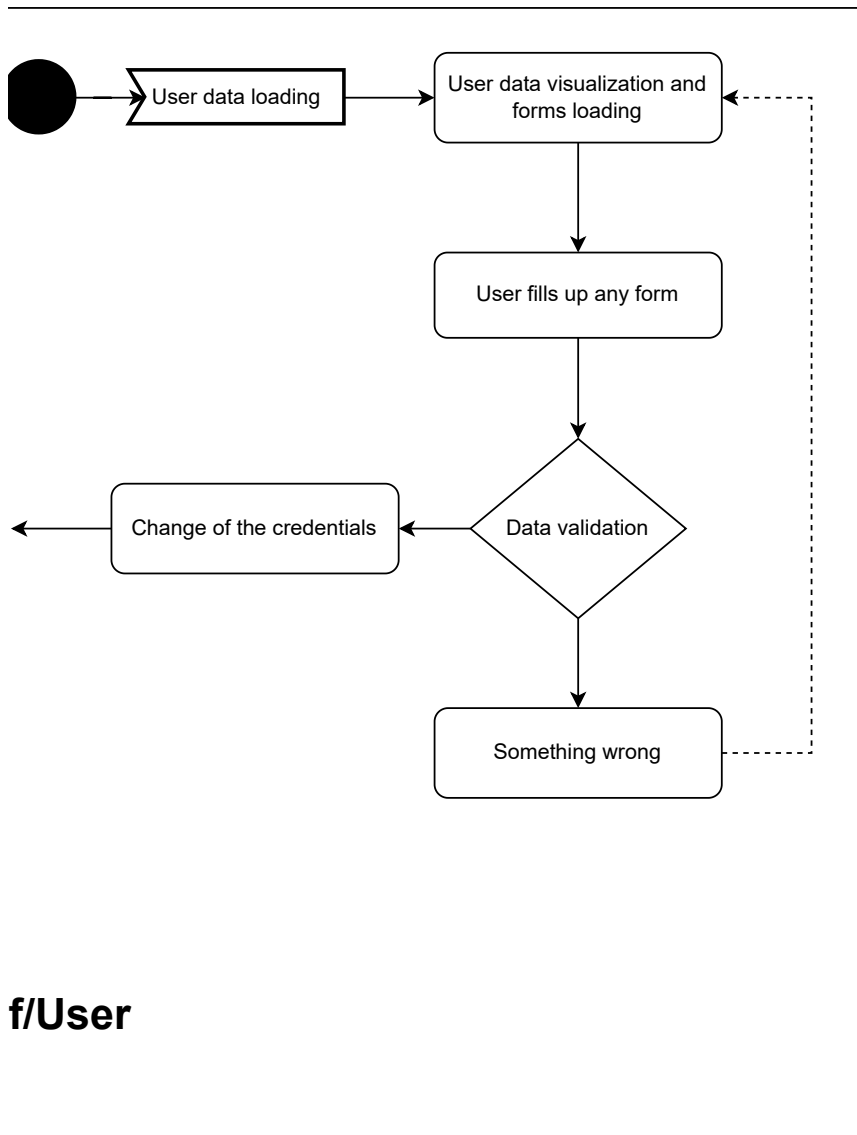 User data loading
User data visualization and
forms loading
User fills up any form
Data validation
Change of the credentials
Something wrong
f/User